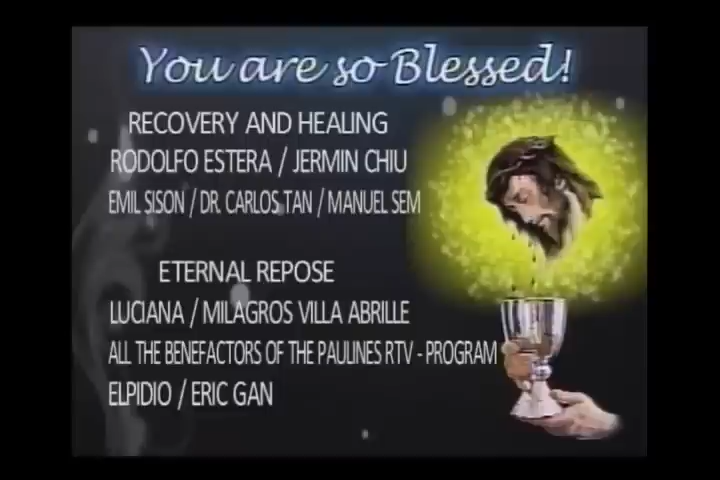 You are so Blessed!
RECOVERY AND HEALING
RODOLFO ESTERA / JERMIN CHIU
EMIL SISON / DR. CARLOS TAN / MANUEL SEM
ETERNAL REPOSE
LUCIANA / MILAGROS VILLA ABRILLE
ALL THE BENEFACTORS OF THE PAULINES RTV - PROGRAM
ELPIDIO / ERIC GAN